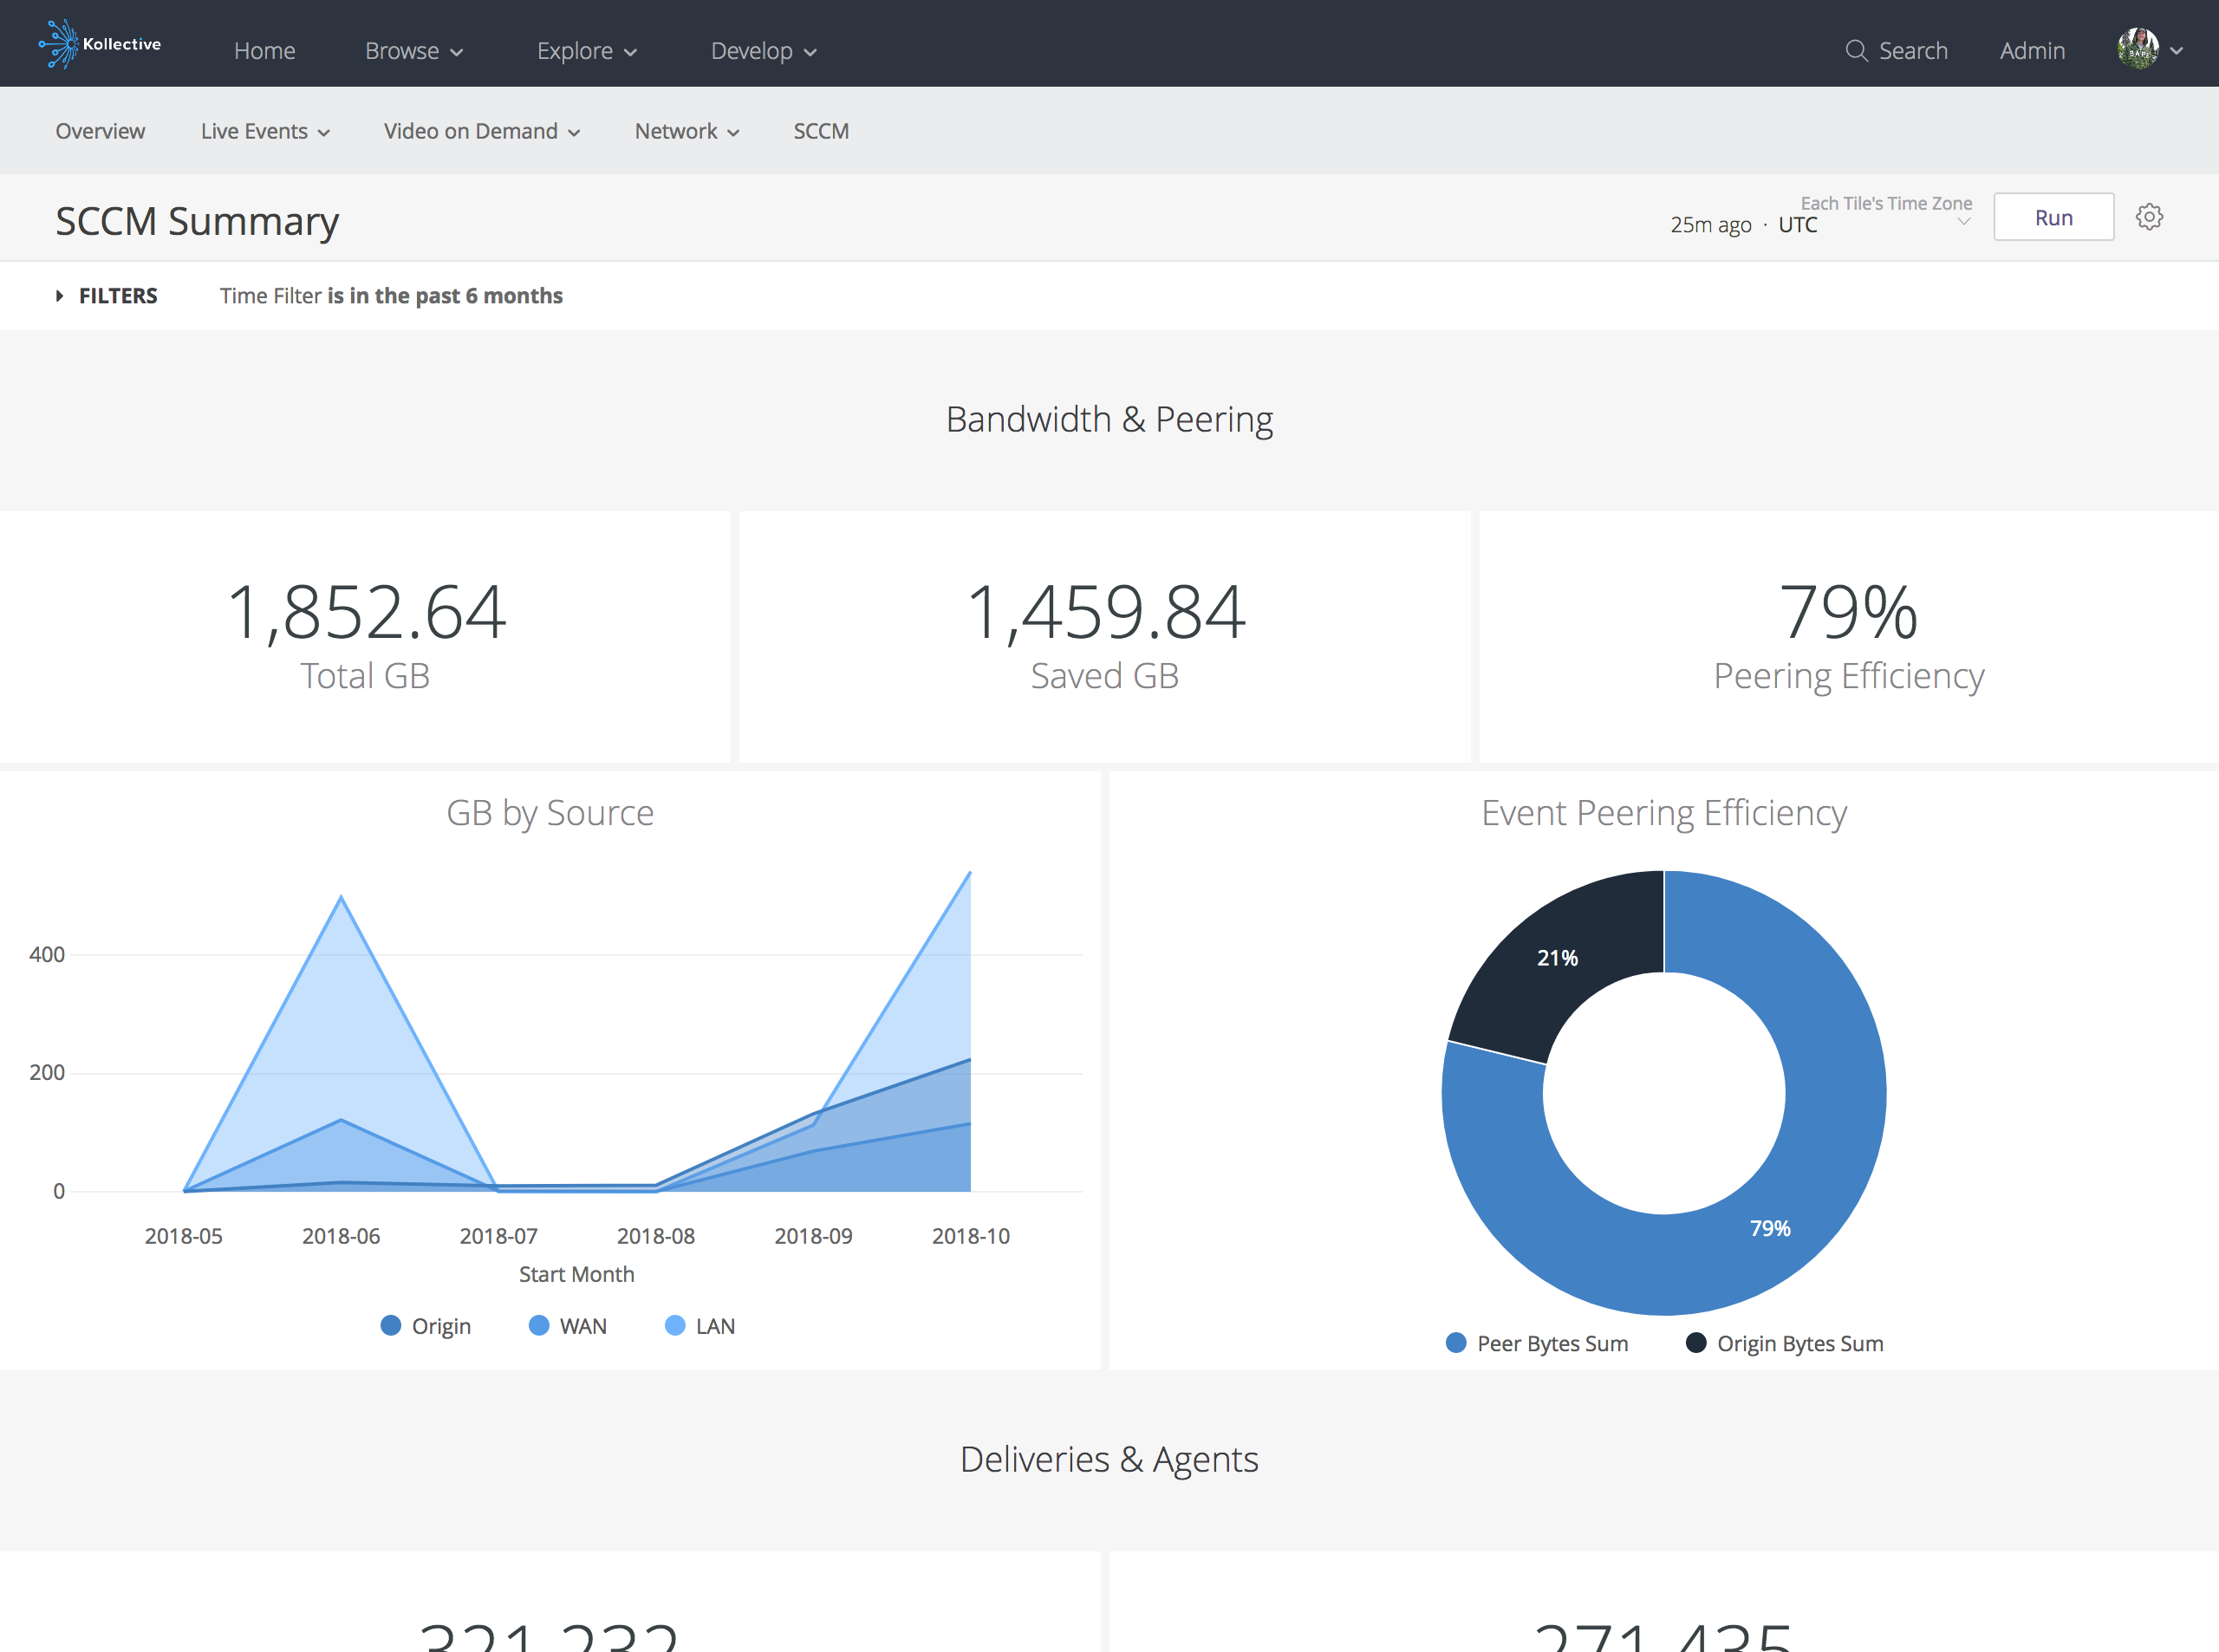 Kollective
Home
Browse
Explore
Develop
Search
Admin
Overview
Live Events
Video on Demand
Network
SCCM
SCCM Summary
Each Tile's Time Zone
25m ago · UTC
Run
FILTERS
Time Filter is in the past 6 months
Bandwidth & Peering
1,852.64
Total GB
1,459.84
Saved GB
79%
Peering Efficiency
GB by Source
400
200
0
2018-05
2018-06
2018-07
2018-08
2018-09
2018-10
Start Month
Origin
WAN
LAN
Event Peering Efficiency
21%
79%
Peer Bytes Sum
Origin Bytes Sum
Deliveries & Agents
321,232
271,435